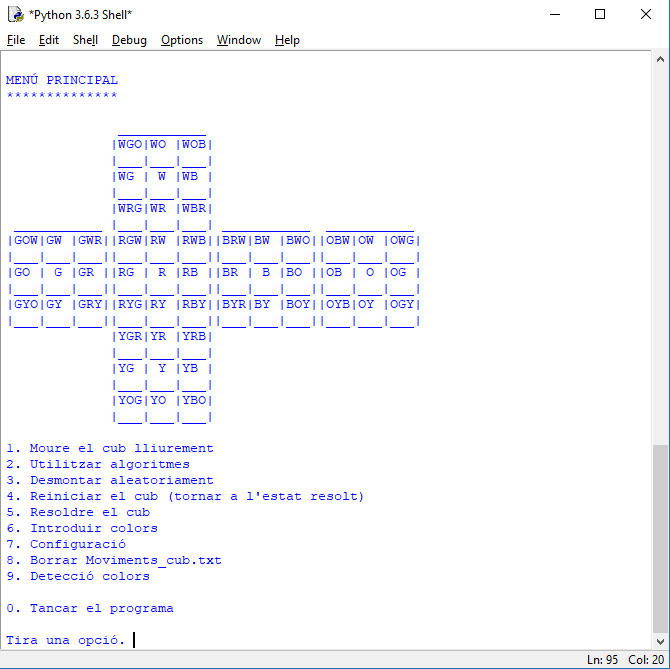 *Python 3.6.3 Shell*
File Edit Shell Debug Options Window Help
MENÚ PRINCIPAL
**************
 ___________
|WGO|WO |WOB|
|___|___|___|
|WG | W |WB |
|___|___|___|
|WRG|WR |WBR|
 ___________ |___|___|___| ___________ ___________
|GOW|GW |GWR||RGW|RW |RWB||BRW|BW |BWO||OBW|OW |OWG|
|___|___|___||___|___|___||___|___|___||___|___|___|
|GO | G |GR ||RG | R |RB ||BR | B |BO ||OB | O |OG |
|___|___|___||___|___|___||___|___|___||___|___|___|
|GYO|GY |GRY||RYG|RY |RBY||BYR|BY |BOY||OYB|OY |OGY|
|___|___|___||___|___|___||___|___|___||___|___|___|
|YGR|YR |YRB|
|___|___|___|
|YG | Y |YB |
|___|___|___|
|YOG|YO |YBO|
|___|___|___|
1. Moure el cub lliurement
2. Utilitzar algoritmes
3. Desmontar aleatoriament
4. Reiniciar el cub (tornar a l'estat resolt)
5. Resoldre el cub
6. Introduir colors
7. Configuració
8. Borrar Moviments_cub.txt
9. Detecció colors
0. Tancar el programa
Tira una opció.
Ln: 95 Col: 20